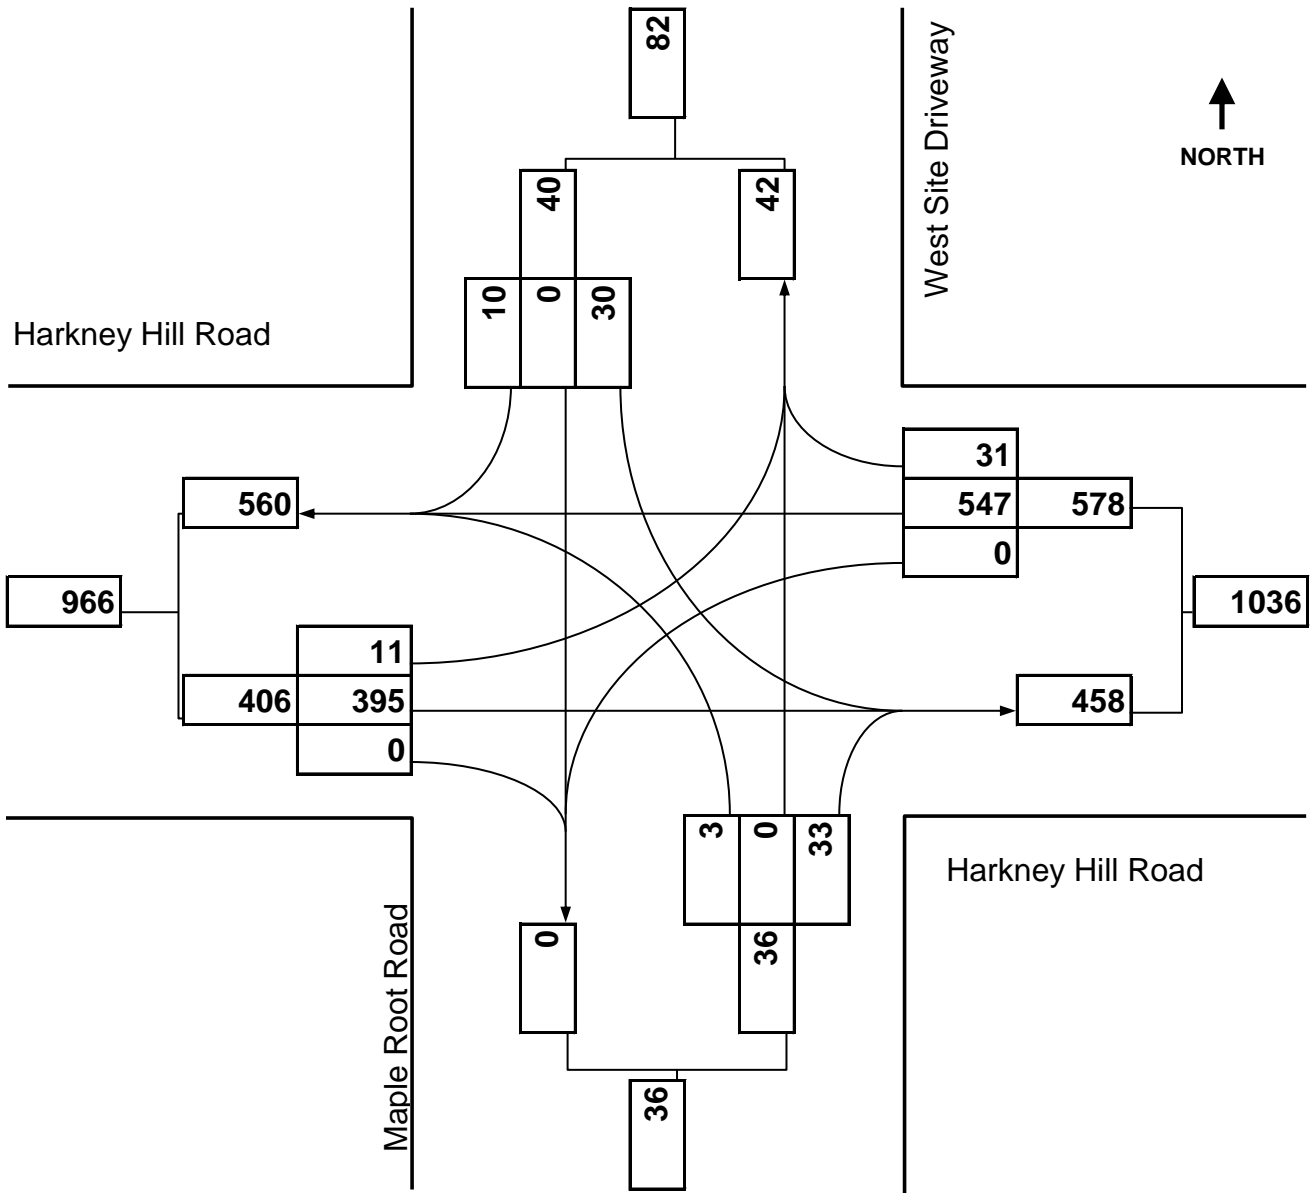 82
West Site Driveway
NORTH
40
42
10 0 30
Harkney Hill Road
31
560
547 578
0
966
1036
11
406 395
458
0
3 0 33
Harkney Hill Road
Maple Root Road
0
36
36